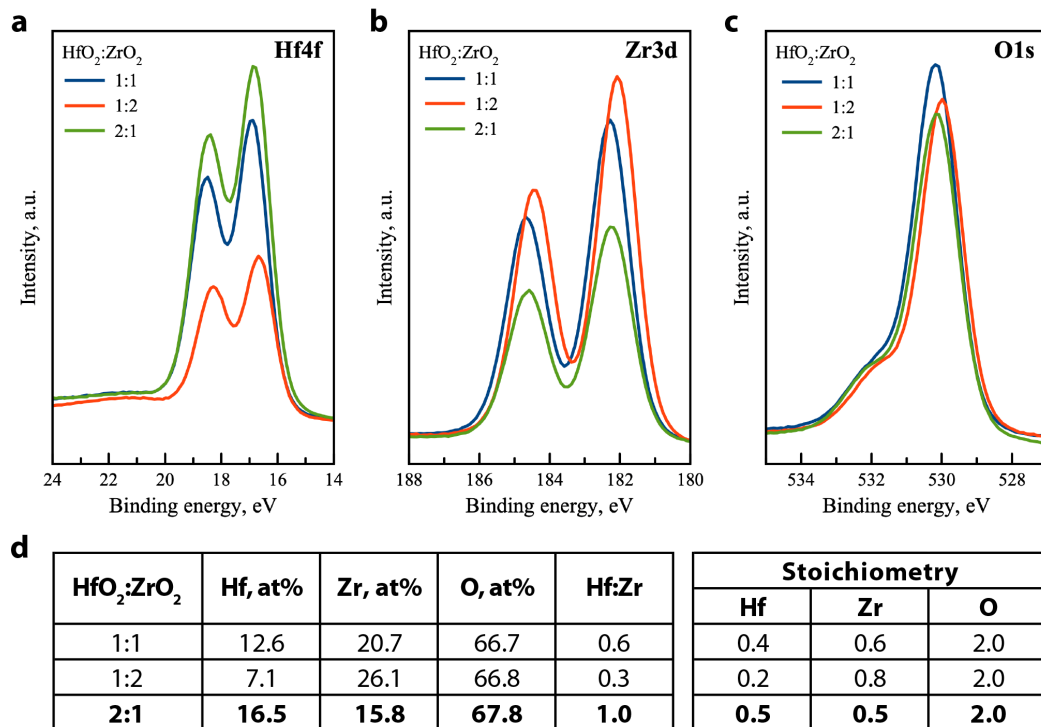 a
HfO₂:ZrO₂
Hf4f
1:1
1:2
2:1
Intensity, a.u.
24 22 20 18 16 14
Binding energy, eV
b
HfO₂:ZrO₂
Zr3d
1:1
1:2
2:1
Intensity, a.u.
188 186 184 182 180
Binding energy, eV
c
HfO₂:ZrO₂
O1s
1:1
1:2
2:1
Intensity, a.u.
534 532 530 528
Binding energy, eV
d
HfO₂:ZrO₂ Hf, at% Zr, at% O, at% Hf:Zr
1:1 12.6 20.7 66.7 0.6
1:2 7.1 26.1 66.8 0.3
2:1 16.5 15.8 67.8 1.0
Stoichiometry
Hf Zr O
0.4 0.6 2.0
0.2 0.8 2.0
0.5 0.5 2.0